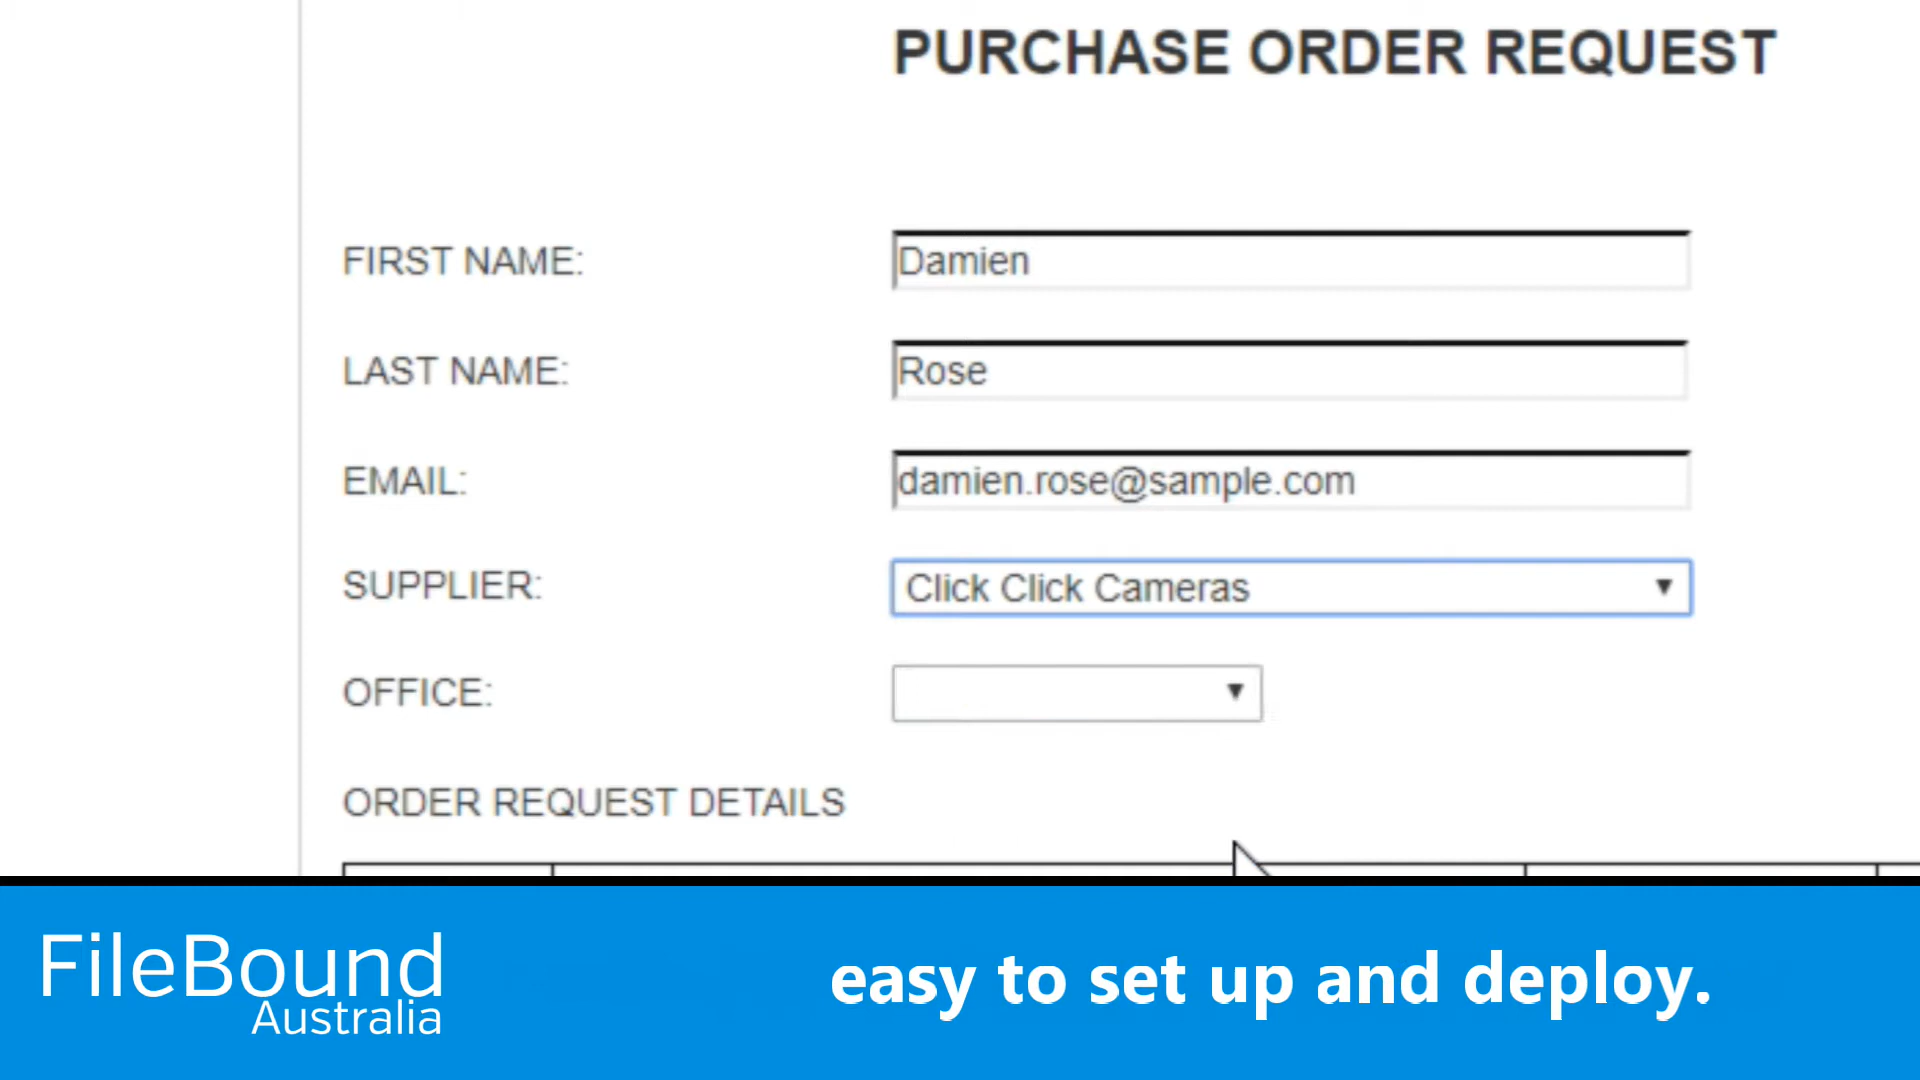 PURCHASE ORDER REQUEST
FIRST NAME: Damien
LAST NAME: Rose
EMAIL: damien.rose@sample.com
SUPPLIER: Click Click Cameras
OFFICE:
ORDER REQUEST DETAILS
FileBound
Australia
easy to set up and deploy.